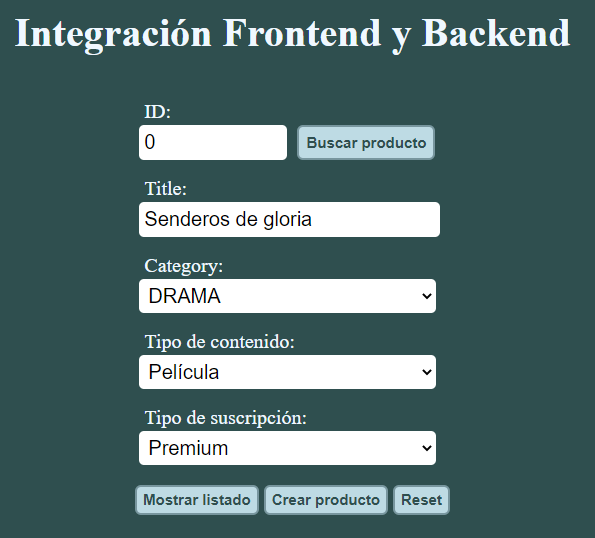 Integración Frontend y Backend
ID:
0 Buscar producto
Title:
Senderos de gloria
Category:
DRAMA
Tipo de contenido:
Película
Tipo de suscripción:
Premium
Mostrar listado Crear producto Reset